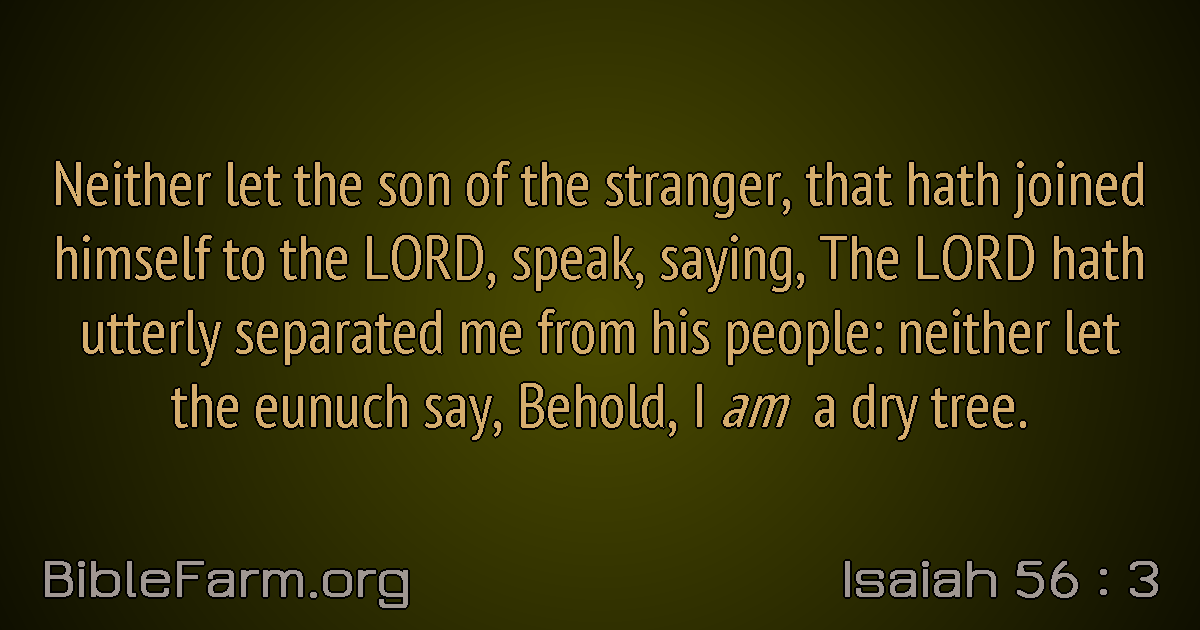 Neither let the son of the stranger, that hath joined
himself to the LORD, speak, saying, The LORD hath
utterly separated me from his people: neither let
the eunuch say, Behold, I am a dry tree.
BibleFarm.org
Isaiah 56 : 3